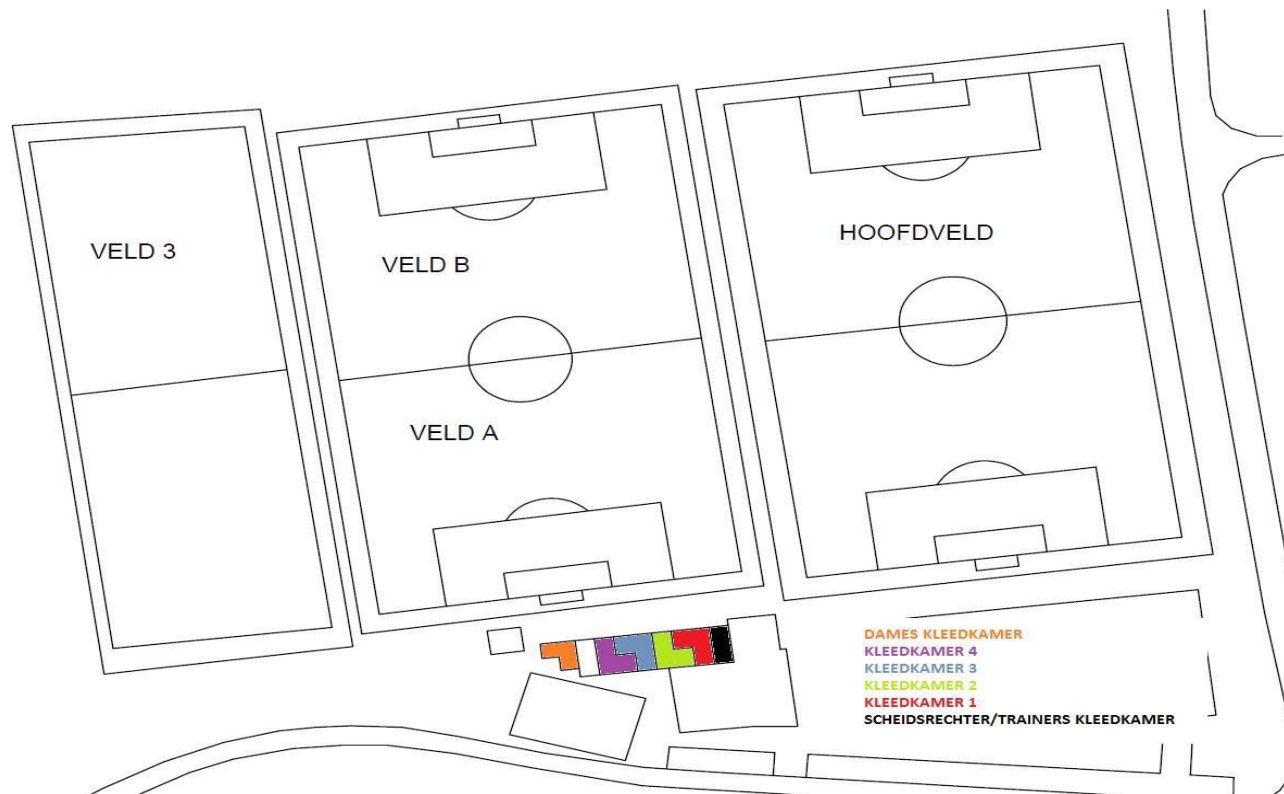 HOOFDVELD
VELD 3
VELD B
VELD A
DAMES KLEEDKAMER
KLEEDKAMER 4
KLEEDKAMER 3
KLEEDKAMER 2
KLEEDKAMER 1
SCHEIDSRECHTER/TRAINERS KLEEDKAMER